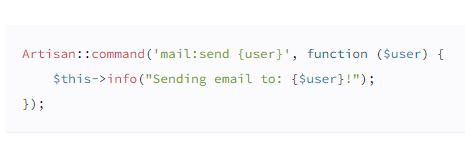 Artisan::command('mail:send {user}', function ($user) {
    $this->info("Sending email to: {$user}!");
});